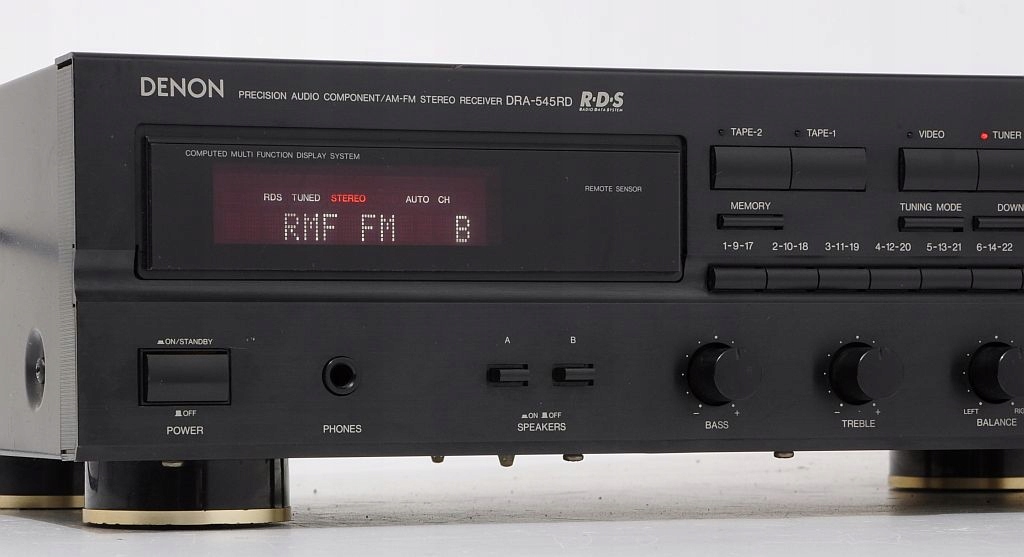 DENON PRECISION AUDIO COMPONENT/AM-FM STEREO RECEIVER DRA-545RD R·D·S
RADIO DATA SYSTEM
TAPE-2 TAPE-1 VIDEO TUNER
COMPUTED MULTI FUNCTION DISPLAY SYSTEM
REMOTE SENSOR
RDS TUNED STEREO AUTO CH
RMF FM B
MEMORY TUNING MODE DOWN
1-9-17 2-10-18 3-11-19 4-12-20 5-13-21 6-14-22
ON/STANDBY
OFF
POWER
PHONES
A B
ON OFF
SPEAKERS
- +
BASS
- +
TREBLE
LEFT
BALANCE